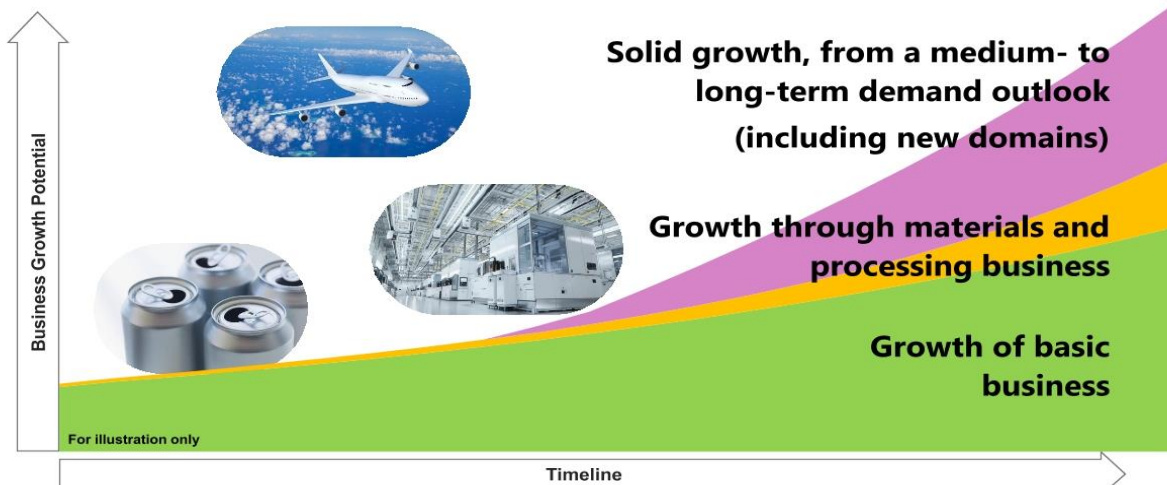 Solid growth, from a medium- to
long-term demand outlook
(including new domains)
Business Growth Potential
Growth through materials and
processing business
Growth of basic
business
For illustration only
Timeline